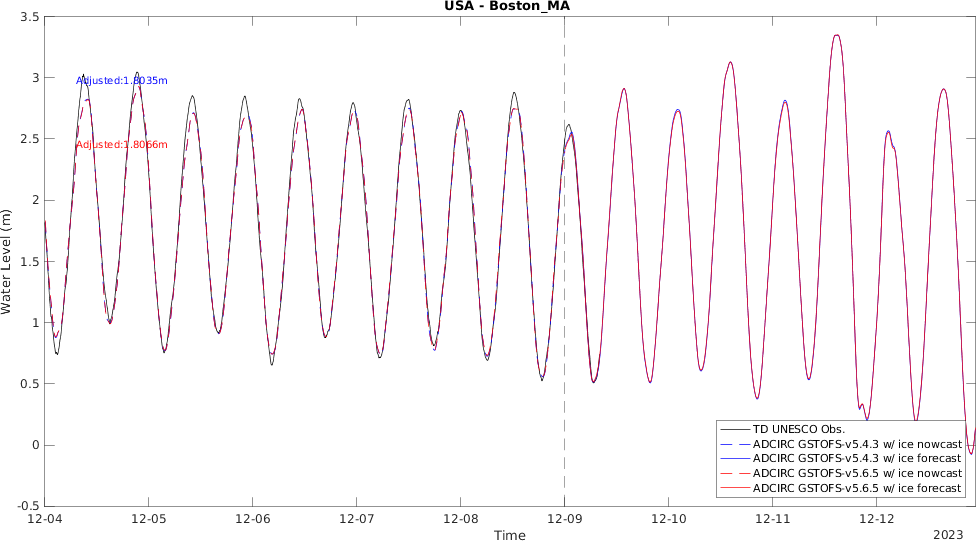 USA - Boston_MA
3.5
3
2.5
2
1.5
1
0.5
0
-0.5
Water Level (m)
Adjusted:1.8035m
Adjusted:1.8066m
TD UNESCO Obs.
ADCIRC GSTOFS-v5.4.3 w/ ice nowcast
ADCIRC GSTOFS-v5.4.3 w/ ice forecast
ADCIRC GSTOFS-v5.6.5 w/ ice nowcast
ADCIRC GSTOFS-v5.6.5 w/ ice forecast
12-04 12-05 12-06 12-07 12-08 12-09 12-10 12-11 12-12
Time
2023